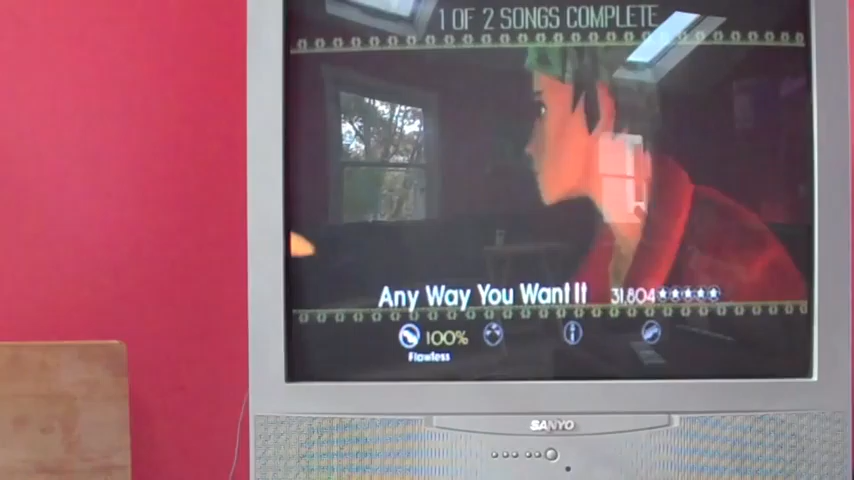 1 OF 2 SONGS COMPLETE
Any Way You Want It 31,804
100%
Flawless
SANYO